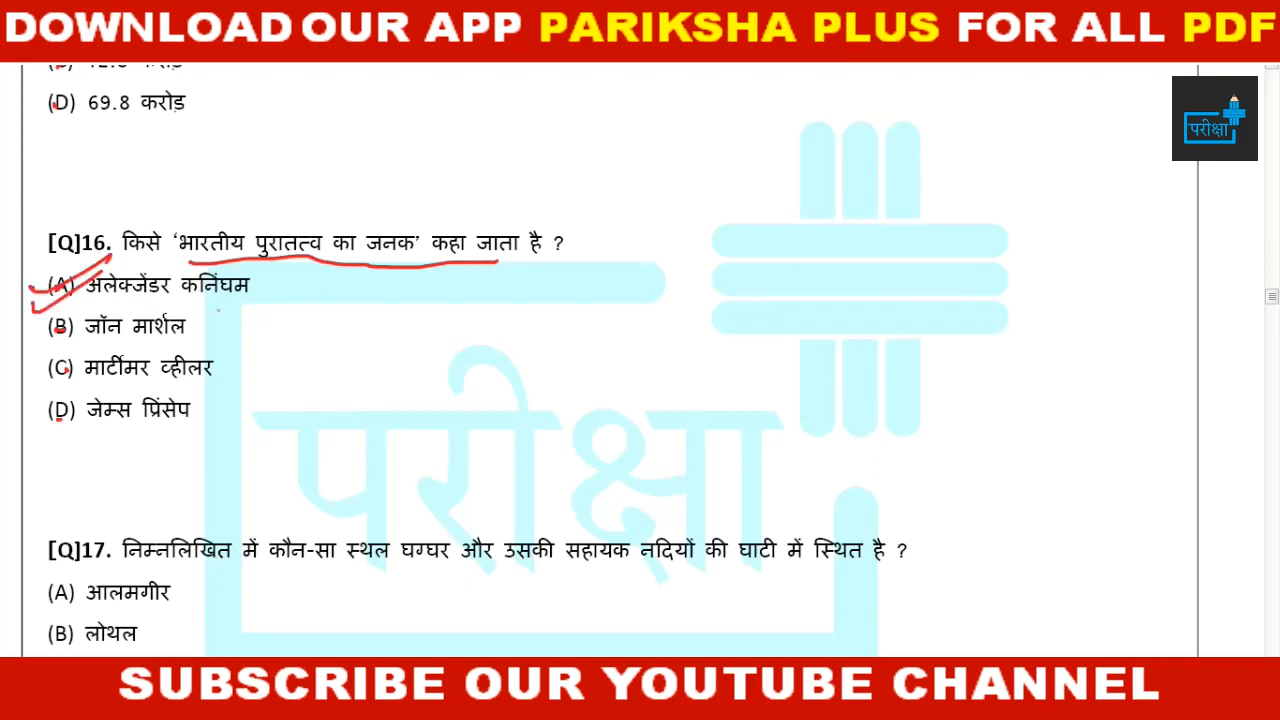 DOWNLOAD OUR APP PARIKSHA PLUS FOR ALL PDF
(D) 69.8 करोड़
परीक्षा
[Q]16. किसे ‘भारतीय पुरातत्व का जनक’ कहा जाता है ?
(A) अलेक्जेंडर कनिंघम
(B) जॉन मार्शल
(C) मार्टीमर व्हीलर
(D) जेम्स प्रिंसेप
परीक्षा
[Q]17. निम्नलिखित में कौन-सा स्थल घग्घर और उसकी सहायक नदियों की घाटी में स्थित है ?
(A) आलमगीर
(B) लोथल
SUBSCRIBE OUR YOUTUBE CHANNEL